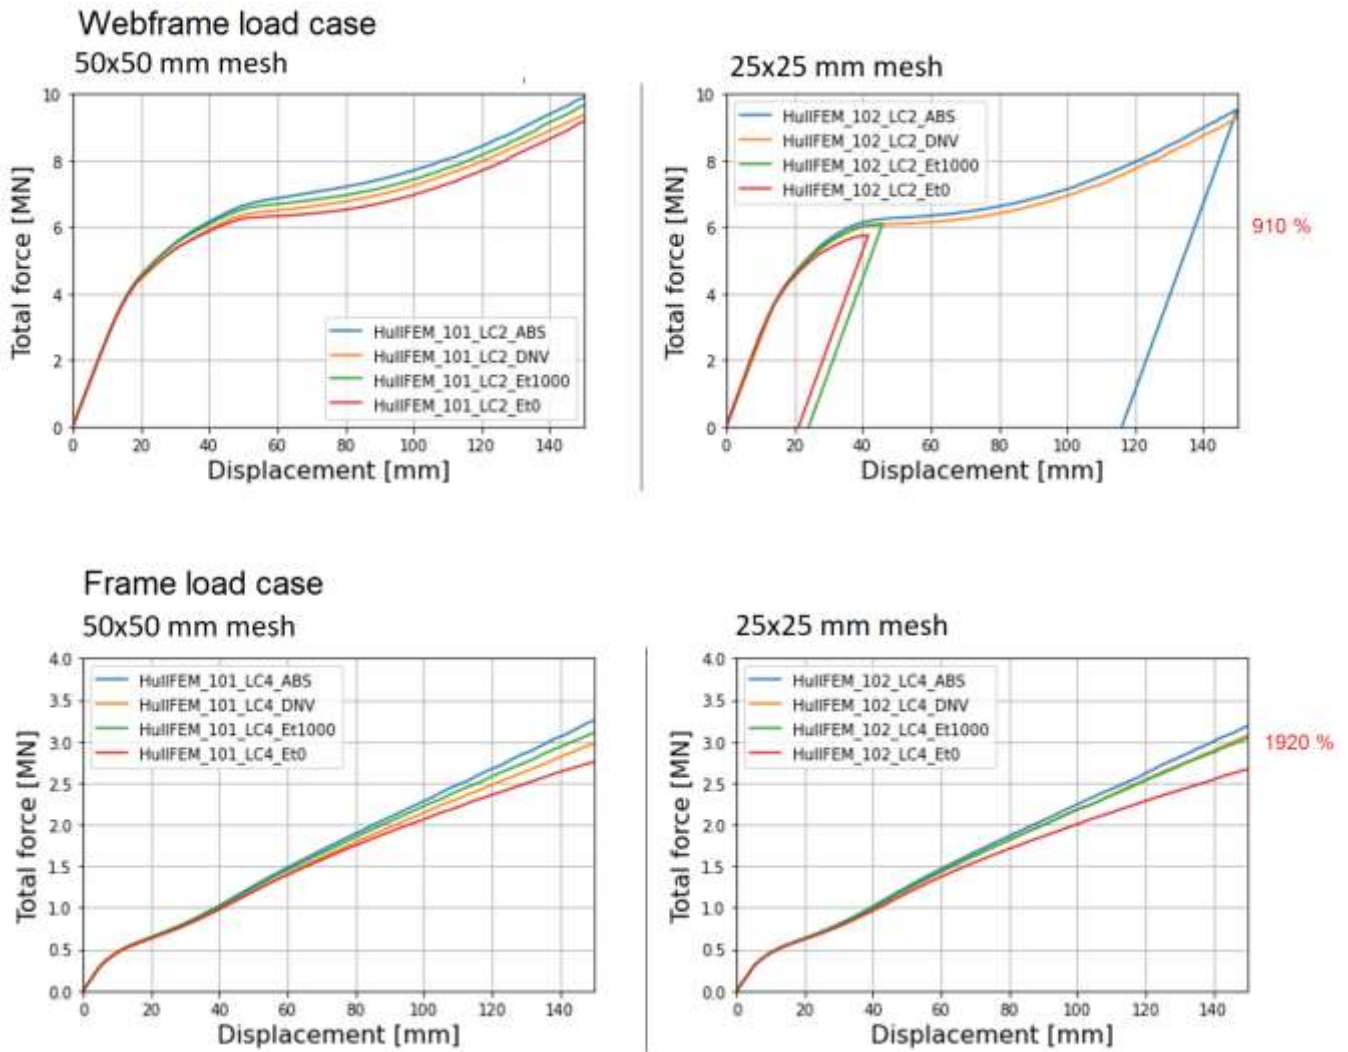 Webframe load case
50x50 mm mesh
25x25 mm mesh
10
8
6
4
2
0
0 20 40 60 80 100 120 140
Total force [MN]
Displacement [mm]
HullFEM_101_LC2_ABS
HullFEM_101_LC2_DNV
HullFEM_101_LC2_Et1000
HullFEM_101_LC2_Et0
10
8
6
4
2
0
0 20 40 60 80 100 120 140
Total force [MN]
Displacement [mm]
HullFEM_102_LC2_ABS
HullFEM_102_LC2_DNV
HullFEM_102_LC2_Et1000
HullFEM_102_LC2_Et0
910 %
Frame load case
50x50 mm mesh
25x25 mm mesh
4.0
3.5
3.0
2.5
2.0
1.5
1.0
0.5
0.0
0 20 40 60 80 100 120 140
Total force [MN]
Displacement [mm]
HullFEM_101_LC4_ABS
HullFEM_101_LC4_DNV
HullFEM_101_LC4_Et1000
HullFEM_101_LC4_Et0
4.0
3.5
3.0
2.5
2.0
1.5
1.0
0.5
0.0
0 20 40 60 80 100 120 140
Total force [MN]
Displacement [mm]
HullFEM_102_LC4_ABS
HullFEM_102_LC4_DNV
HullFEM_102_LC4_Et1000
HullFEM_102_LC4_Et0
1920 %